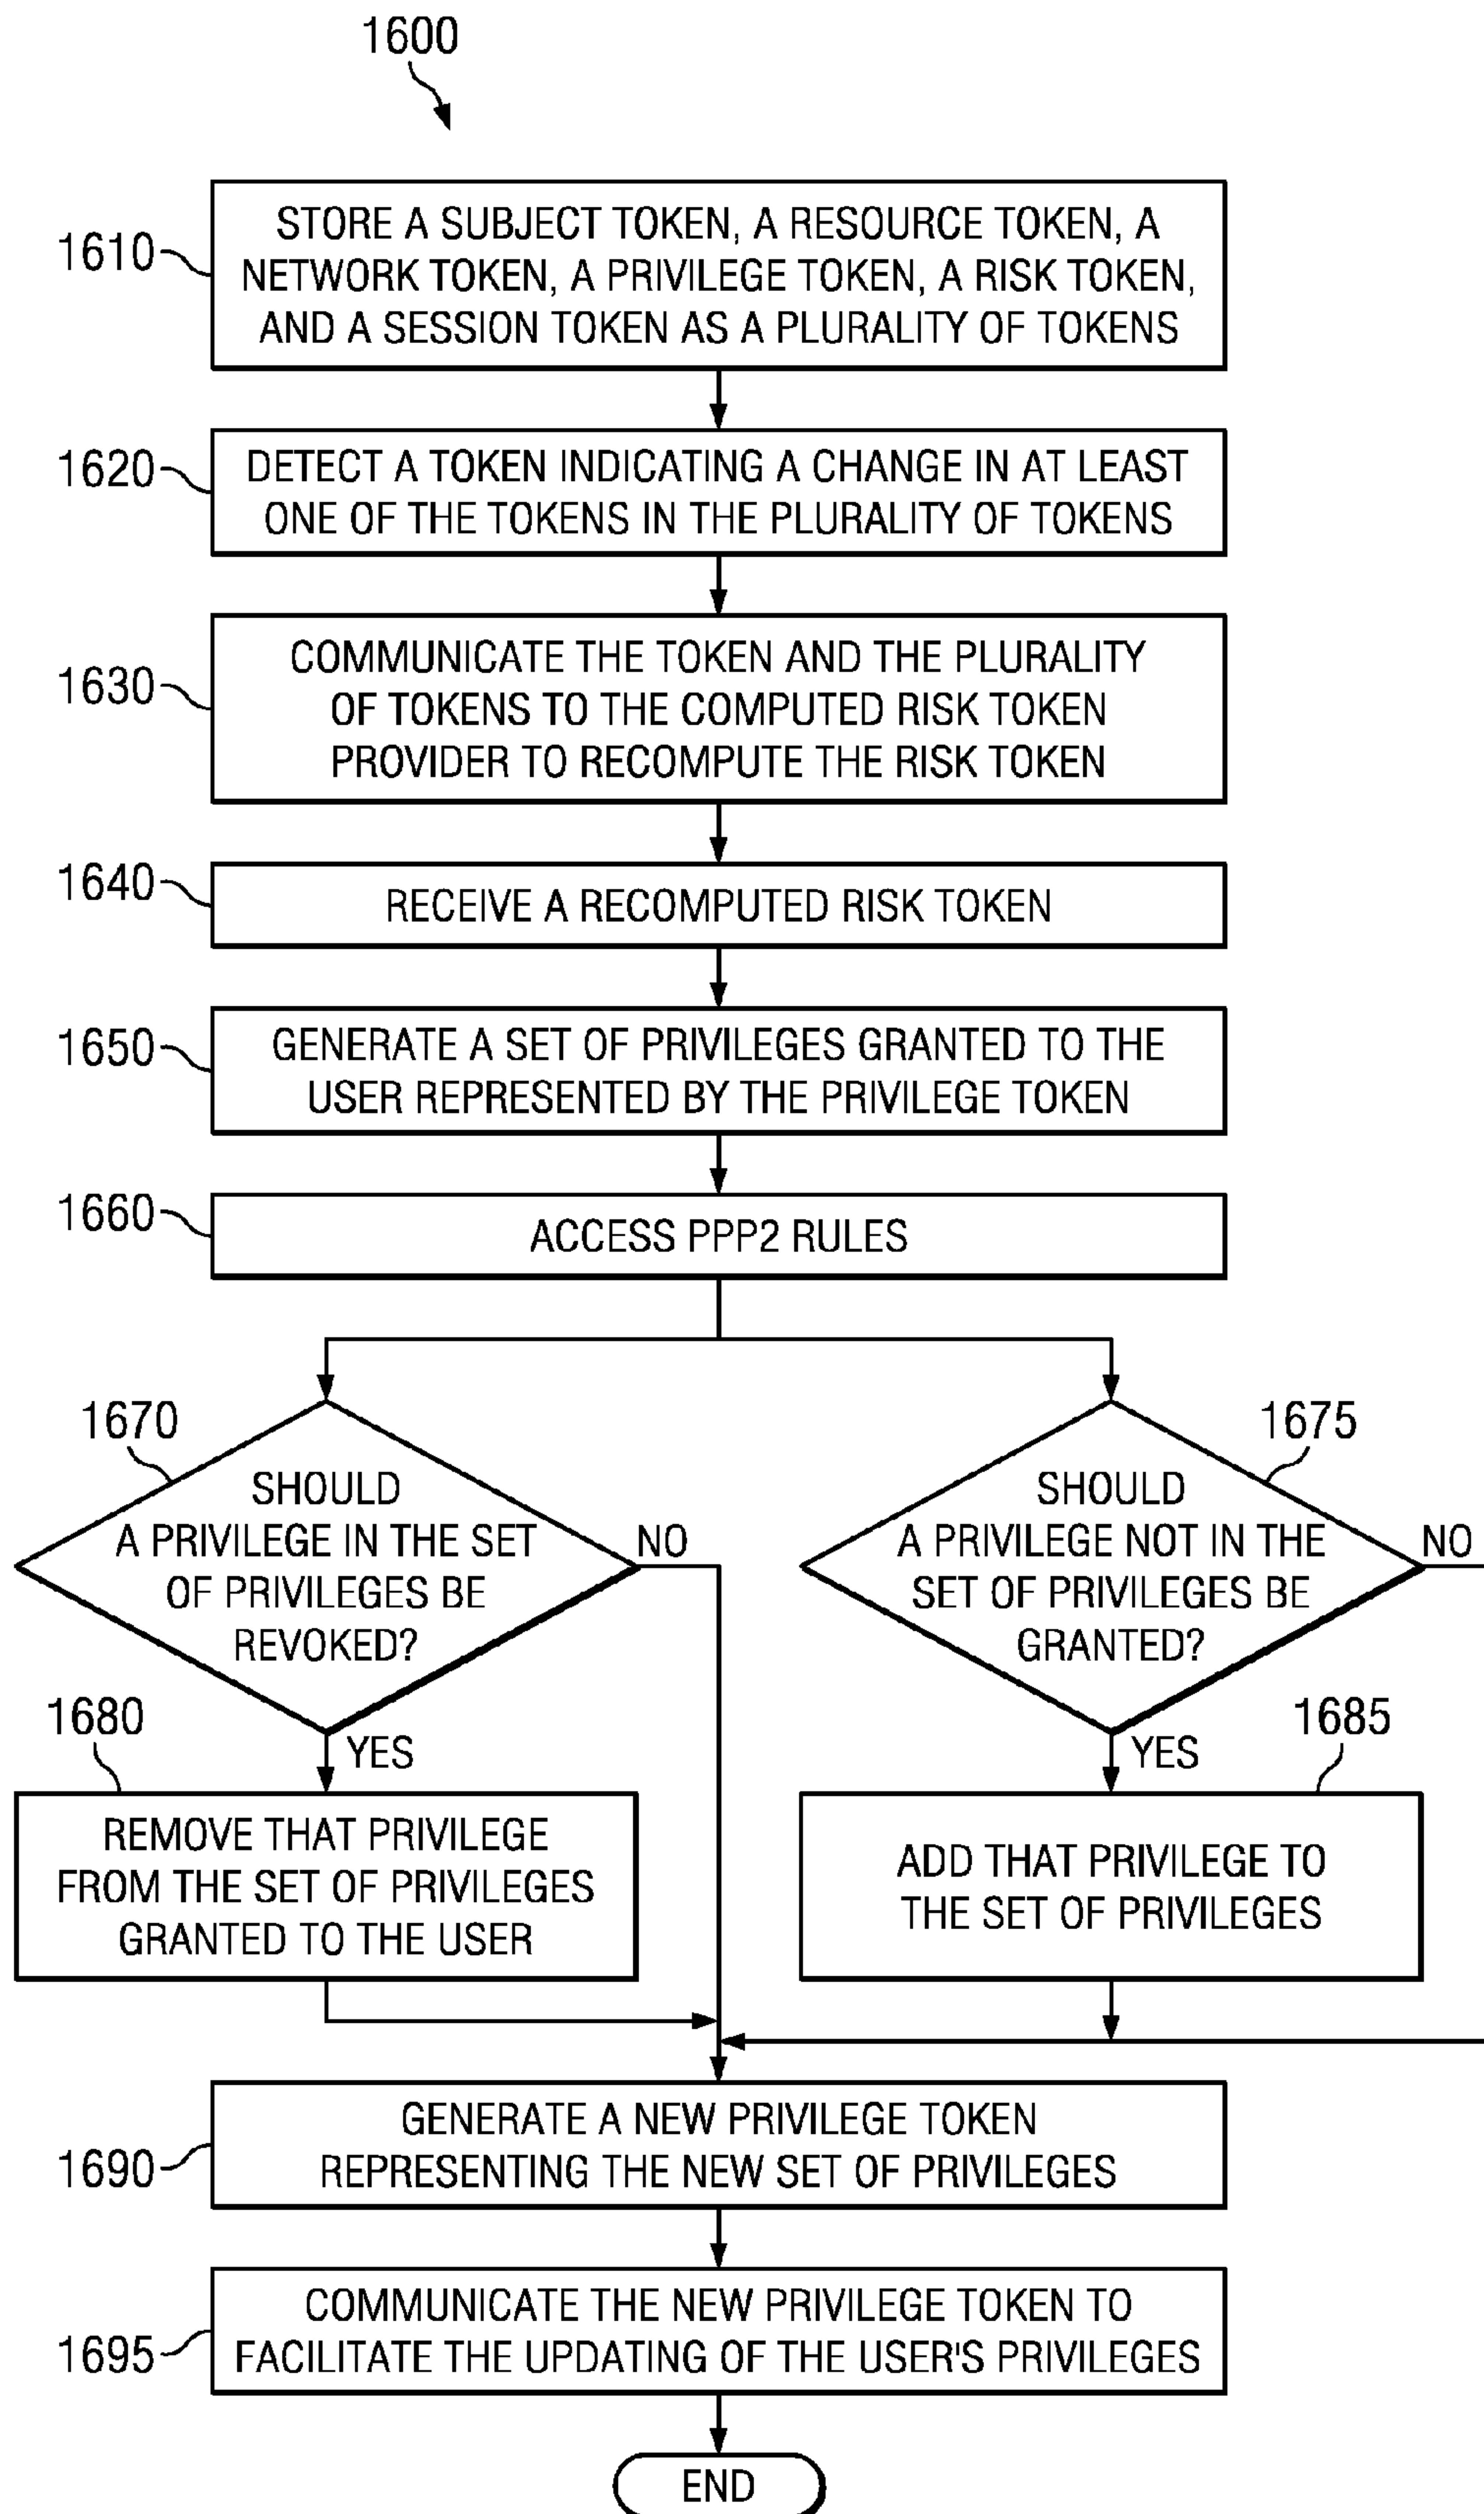 1600
1610
STORE A SUBJECT TOKEN, A RESOURCE TOKEN, A
NETWORK TOKEN, A PRIVILEGE TOKEN, A RISK TOKEN,
AND A SESSION TOKEN AS A PLURALITY OF TOKENS
1620
DETECT A TOKEN INDICATING A CHANGE IN AT LEAST
ONE OF THE TOKENS IN THE PLURALITY OF TOKENS
1630
COMMUNICATE THE TOKEN AND THE PLURALITY
OF TOKENS TO THE COMPUTED RISK TOKEN
PROVIDER TO RECOMPUTE THE RISK TOKEN
1640
RECEIVE A RECOMPUTED RISK TOKEN
1650
GENERATE A SET OF PRIVILEGES GRANTED TO THE
USER REPRESENTED BY THE PRIVILEGE TOKEN
1660
ACCESS PPP2 RULES
1670
SHOULD
A PRIVILEGE IN THE SET
OF PRIVILEGES BE
REVOKED?
NO
YES
1675
SHOULD
A PRIVILEGE NOT IN THE
SET OF PRIVILEGES BE
GRANTED?
NO
YES
1680
REMOVE THAT PRIVILEGE
FROM THE SET OF PRIVILEGES
GRANTED TO THE USER
1685
ADD THAT PRIVILEGE TO
THE SET OF PRIVILEGES
1690
GENERATE A NEW PRIVILEGE TOKEN
REPRESENTING THE NEW SET OF PRIVILEGES
1695
COMMUNICATE THE NEW PRIVILEGE TOKEN TO
FACILITATE THE UPDATING OF THE USER'S PRIVILEGES
END